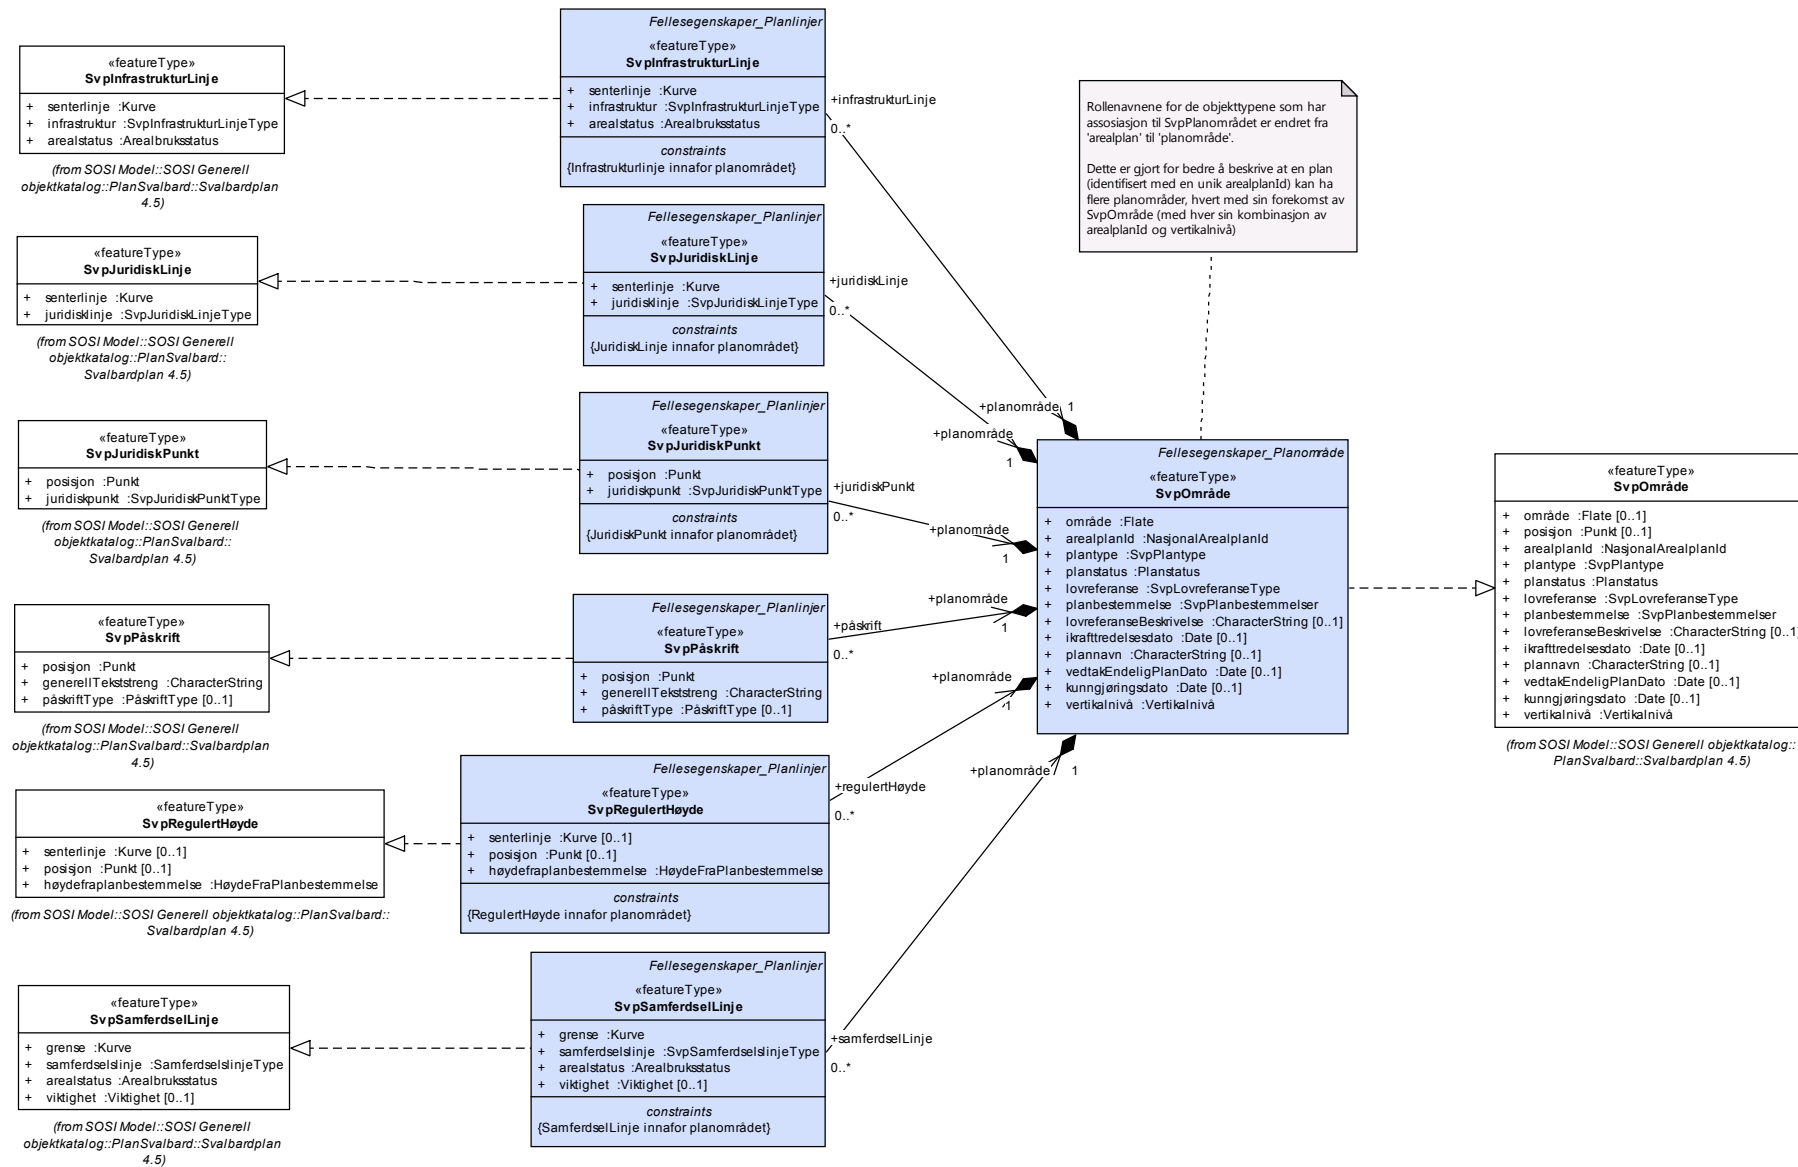 «featureType»
SvpInfrastrukturLinje
+ senterlinje :Kurve
+ infrastruktur :SvpInfrastrukturLinjeType
+ arealstatus :Arealbruksstatus
(from SOSI Model::SOSI Generell
objektkatalog::PlanSvalbard::Svalbardplan
4.5)
«featureType»
SvpJuridiskLinje
+ senterlinje :Kurve
+ juridisklinje :SvpJuridiskLinjeType
(from SOSI Model::SOSI Generell
objektkatalog::PlanSvalbard::
Svalbardplan 4.5)
«featureType»
SvpJuridiskPunkt
+ posisjon :Punkt
+ juridiskpunkt :SvpJuridiskPunktType
(from SOSI Model::SOSI Generell
objektkatalog::PlanSvalbard::
Svalbardplan 4.5)
«featureType»
SvpPåskrift
+ posisjon :Punkt
+ generellTekststreng :CharacterString
+ påskriftType :PåskriftType [0..1]
(from SOSI Model::SOSI Generell
objektkatalog::PlanSvalbard::Svalbardplan
4.5)
«featureType»
SvpRegulertHøyde
+ senterlinje :Kurve [0..1]
+ posisjon :Punkt [0..1]
+ høydefraplanbestemmelse :HøydeFraPlanbestemmelse
(from SOSI Model::SOSI Generell objektkatalog::PlanSvalbard::
Svalbardplan 4.5)
«featureType»
SvpSamferdselLinje
+ grense :Kurve
+ samferdselslinje :SamferdselslinjeType
+ arealstatus :Arealbruksstatus
+ viktighet :Viktighet [0..1]
(from SOSI Model::SOSI Generell
objektkatalog::PlanSvalbard::Svalbardplan
4.5)
Fellesegenskaper_Planlinjer
«featureType»
SvpInfrastrukturLinje
+ senterlinje :Kurve
+ infrastruktur :SvpInfrastrukturLinjeType
+ arealstatus :Arealbruksstatus
constraints
{Infrastrukturlinje innafor planområdet}
Fellesegenskaper_Planlinjer
«featureType»
SvpJuridiskLinje
+ senterlinje :Kurve
+ juridisklinje :SvpJuridiskLinjeType
constraints
{JuridiskLinje innafor planområdet}
Fellesegenskaper_Planlinjer
«featureType»
SvpJuridiskPunkt
+ posisjon :Punkt
+ juridiskpunkt :SvpJuridiskPunktType
constraints
{JuridiskPunkt innafor planområdet}
Fellesegenskaper_Planlinjer
«featureType»
SvpPåskrift
+ posisjon :Punkt
+ generellTekststreng :CharacterString
+ påskriftType :PåskriftType [0..1]
Fellesegenskaper_Planlinjer
«featureType»
SvpRegulertHøyde
+ senterlinje :Kurve [0..1]
+ posisjon :Punkt [0..1]
+ høydefraplanbestemmelse :HøydeFraPlanbestemmelse
constraints
{RegulertHøyde innafor planområdet}
Fellesegenskaper_Planlinjer
«featureType»
SvpSamferdselLinje
+ grense :Kurve
+ samferdselslinje :SvpSamferdselslinjeType
+ arealstatus :Arealbruksstatus
+ viktighet :Viktighet [0..1]
constraints
{SamferdselLinje innafor planområdet}
+infrastrukturLinje
0..*
+planområde 1
+juridiskLinje
0..*
+planområde
1
+juridiskPunkt
0..*
+planområde
1
+påskrift
0..*
+planområde
1
+regulertHøyde
0..*
+planområde
1
+samferdselLinje
0..*
+planområde
1
Rollenavnene for de objekttypene som har
assosiasjon til SvpPlanområdet er endret fra
'arealplan' til 'planområde'.
Dette er gjort for bedre å beskrive at en plan
(identifisert med en unik arealplanId) kan ha
flere planområder, hvert med sin forekomst av
SvpOmråde (med hver sin kombinasjon av
arealplanId og vertikalnivå)
Fellesegenskaper_Planområde
«featureType»
SvpOmråde
+ område :Flate
+ arealplanId :NasjonalArealplanId
+ plantype :SvpPlantype
+ planstatus :Planstatus
+ lovreferanse :SvpLovreferanseType
+ planbestemmelse :SvpPlanbestemmelser
+ lovreferanseBeskrivelse :CharacterString [0..1]
+ ikrafttredelsesdato :Date [0..1]
+ plannavn :CharacterString [0..1]
+ vedtakEndeligPlanDato :Date [0..1]
+ kunngjøringsdato :Date [0..1]
+ vertikalnivå :Vertikalnivå
«featureType»
SvpOmråde
+ område :Flate [0..1]
+ posisjon :Punkt [0..1]
+ arealplanId :NasjonalArealplanId
+ plantype :SvpPlantype
+ planstatus :Planstatus
+ lovreferanse :SvpLovreferanseType
+ planbestemmelse :SvpPlanbestemmelser
+ lovreferanseBeskrivelse :CharacterString [0..1]
+ ikrafttredelsesdato :Date [0..1]
+ plannavn :CharacterString [0..1]
+ vedtakEndeligPlanDato :Date [0..1]
+ kunngjøringsdato :Date [0..1]
+ vertikalnivå :Vertikalnivå
(from SOSI Model::SOSI Generell objektkatalog::
PlanSvalbard::Svalbardplan 4.5)